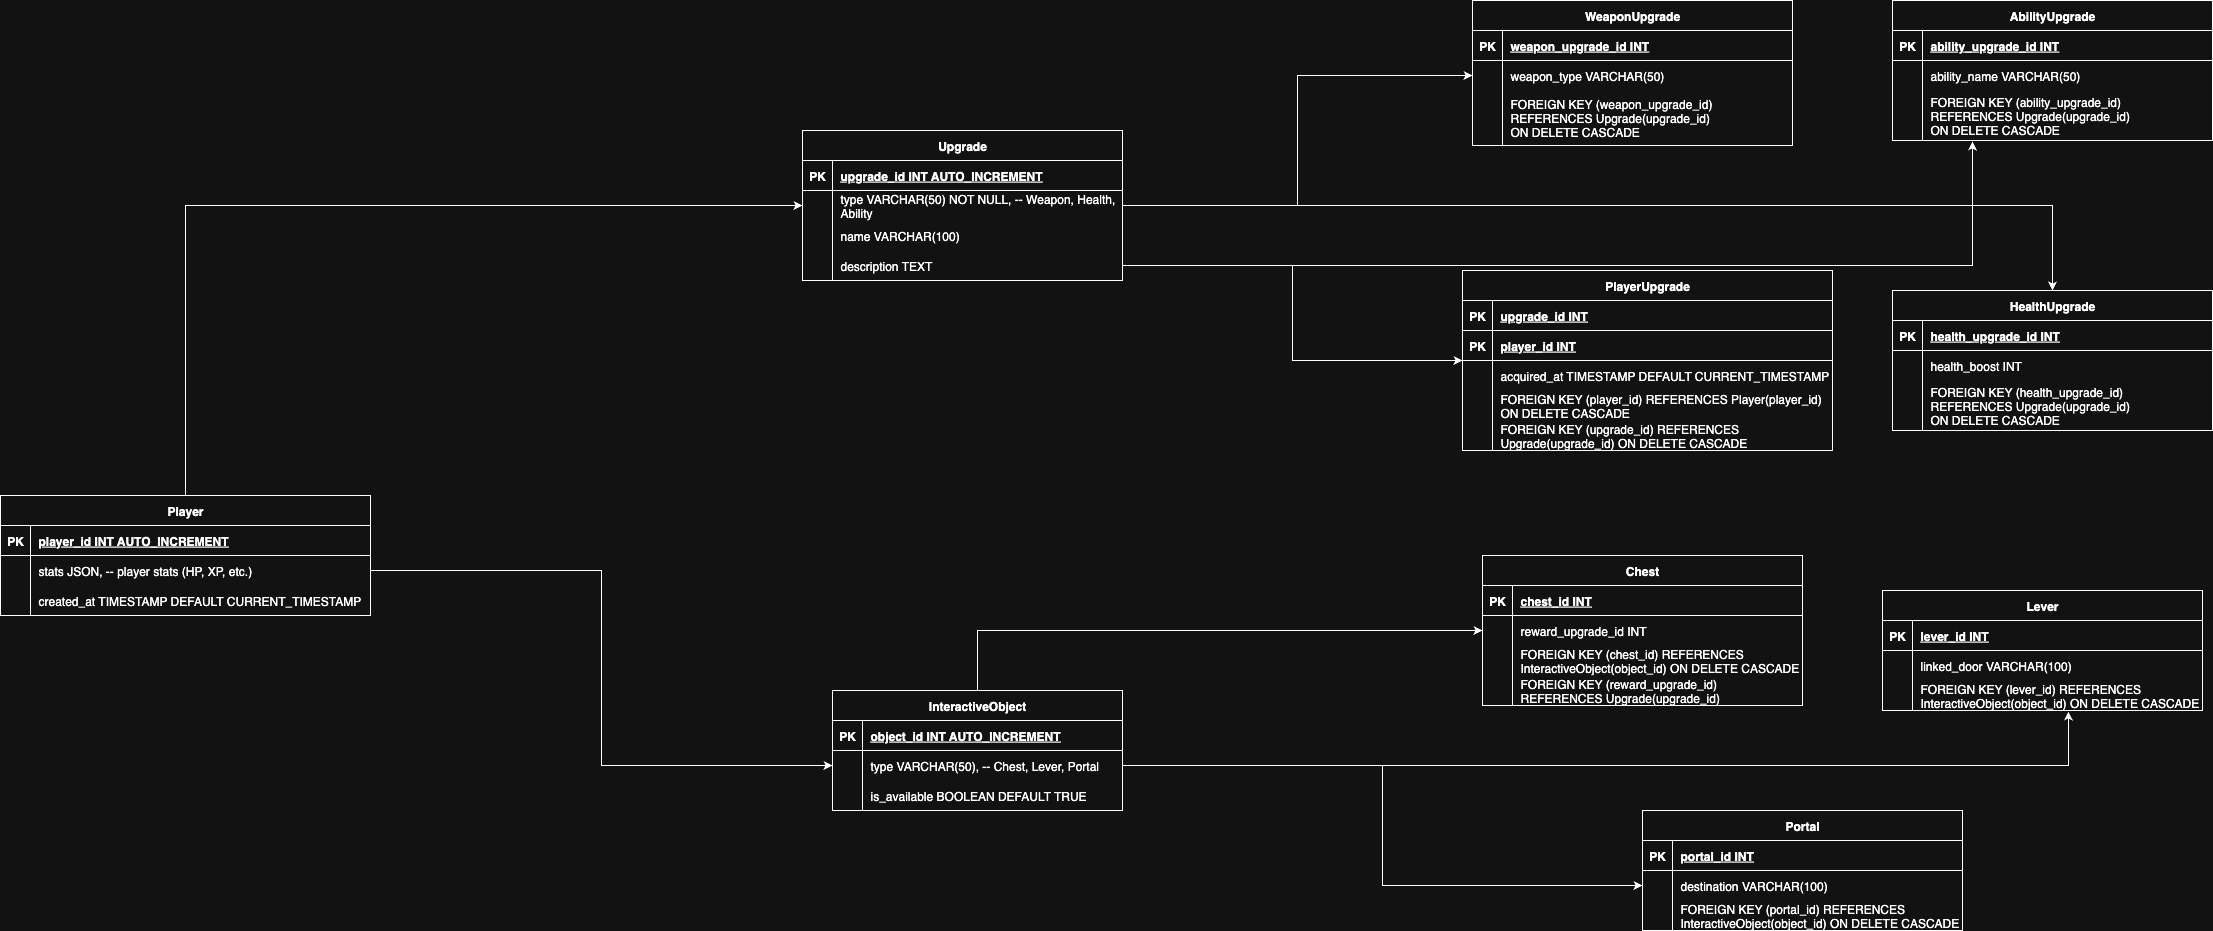 WeaponUpgrade
PK
weapon_upgrade_id INT
weapon_type VARCHAR(50)
FOREIGN KEY (weapon_upgrade_id)
REFERENCES Upgrade(upgrade_id)
ON DELETE CASCADE
AbilityUpgrade
PK
ability_upgrade_id INT
ability_name VARCHAR(50)
FOREIGN KEY (ability_upgrade_id)
REFERENCES Upgrade(upgrade_id)
ON DELETE CASCADE
Upgrade
PK
upgrade_id INT AUTO_INCREMENT
type VARCHAR(50) NOT NULL, -- Weapon, Health,
Ability
name VARCHAR(100)
description TEXT
PlayerUpgrade
PK
upgrade_id INT
PK
player_id INT
acquired_at TIMESTAMP DEFAULT CURRENT_TIMESTAMP
FOREIGN KEY (player_id) REFERENCES Player(player_id)
ON DELETE CASCADE
FOREIGN KEY (upgrade_id) REFERENCES
Upgrade(upgrade_id) ON DELETE CASCADE
HealthUpgrade
PK
health_upgrade_id INT
health_boost INT
FOREIGN KEY (health_upgrade_id)
REFERENCES Upgrade(upgrade_id)
ON DELETE CASCADE
Player
PK
player_id INT AUTO_INCREMENT
stats JSON, -- player stats (HP, XP, etc.)
created_at TIMESTAMP DEFAULT CURRENT_TIMESTAMP
Chest
PK
chest_id INT
reward_upgrade_id INT
FOREIGN KEY (chest_id) REFERENCES
InteractiveObject(object_id) ON DELETE CASCADE
FOREIGN KEY (reward_upgrade_id)
REFERENCES Upgrade(upgrade_id)
Lever
PK
lever_id INT
linked_door VARCHAR(100)
FOREIGN KEY (lever_id) REFERENCES
InteractiveObject(object_id) ON DELETE CASCADE
InteractiveObject
PK
object_id INT AUTO_INCREMENT
type VARCHAR(50), -- Chest, Lever, Portal
is_available BOOLEAN DEFAULT TRUE
Portal
PK
portal_id INT
destination VARCHAR(100)
FOREIGN KEY (portal_id) REFERENCES
InteractiveObject(object_id) ON DELETE CASCADE